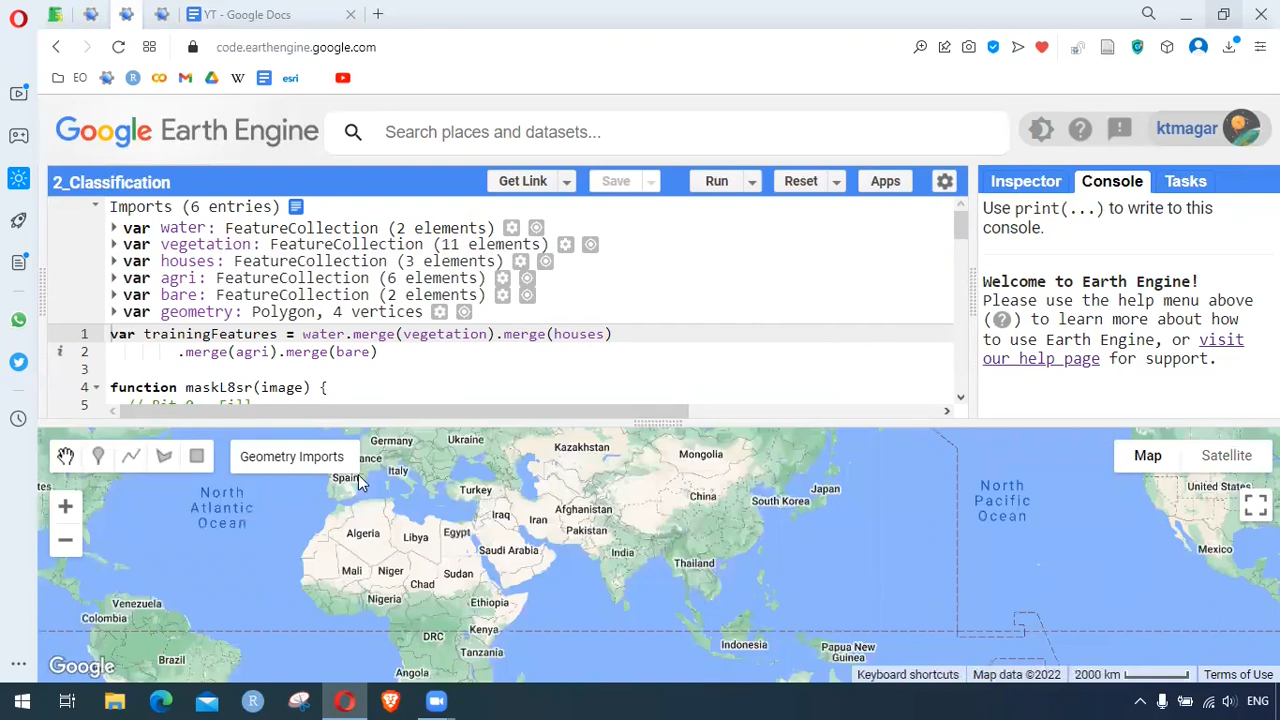 YT - Google Docs
code.earthengine.google.com
EO
esri
Google Earth Engine
Search places and datasets...
ktmagar
2_Classification
Get Link
Save
Run
Reset
Apps
Inspector
Console
Tasks
Imports (6 entries)
var water: FeatureCollection (2 elements)
var vegetation: FeatureCollection (11 elements)
var houses: FeatureCollection (3 elements)
var agri: FeatureCollection (6 elements)
var bare: FeatureCollection (2 elements)
var geometry: Polygon, 4 vertices
1 var trainingFeatures = water.merge(vegetation).merge(houses)
i 2 .merge(agri).merge(bare)
3
4 function maskL8sr(image) {
5
Use print(...) to write to this
console.
Welcome to Earth Engine!
Please use the help menu above
(?) to learn more about how
to use Earth Engine, or visit
our help page for support.
Geometry Imports
Map
Satellite
Germany
Ukraine
Kazakhstan
Mongolia
Italy
Spain
Turkey
China
South Korea
Japan
United States
North
Atlantic
Ocean
North
Pacific
Ocean
Iraq
Iran
Afghanistan
Pakistan
Algeria
Libya
Egypt
Saudi Arabia
India
Thailand
Mexico
Mali
Niger
Chad
Sudan
Nigeria
Ethiopia
Venezuela
Colombia
DRC
Kenya
Tanzania
Indonesia
Papua New
Guinea
Brazil
Angola
Google
Keyboard shortcuts
Map data ©2022
2000 km
Terms of Use
ENG